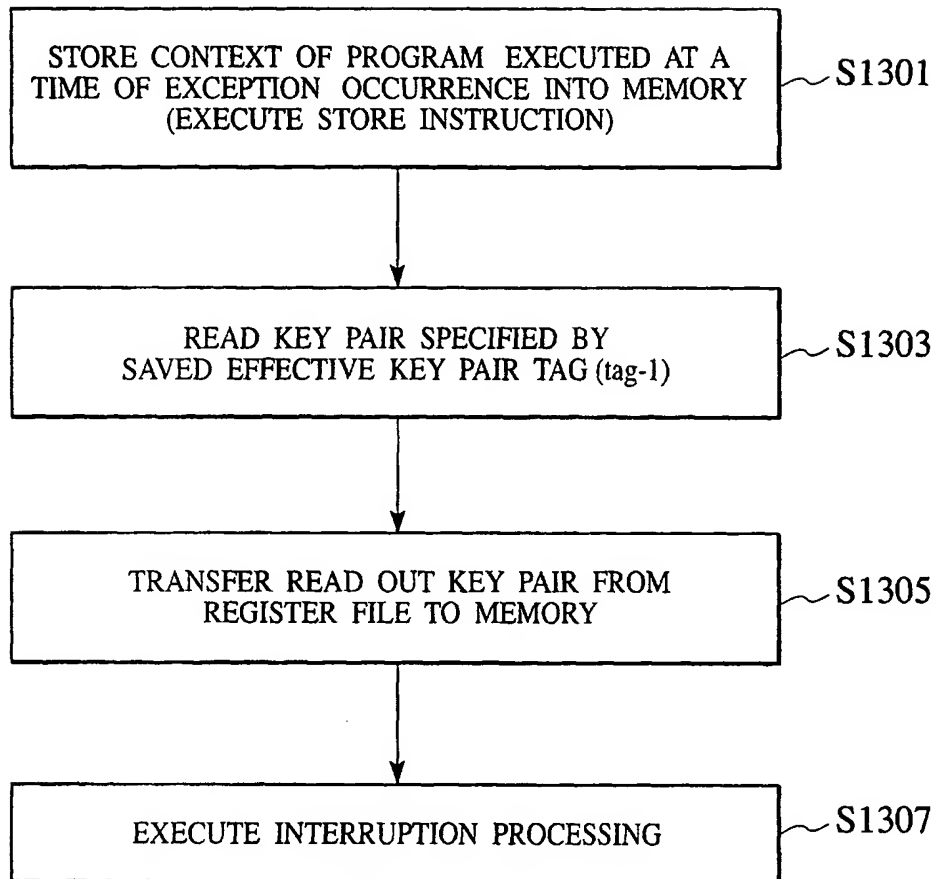 STORE CONTEXT OF PROGRAM EXECUTED AT A
TIME OF EXCEPTION OCCURRENCE INTO MEMORY
(EXECUTE STORE INSTRUCTION)
S1301
READ KEY PAIR SPECIFIED BY
SAVED EFFECTIVE KEY PAIR TAG (tag-1)
S1303
TRANSFER READ OUT KEY PAIR FROM
REGISTER FILE TO MEMORY
S1305
EXECUTE INTERRUPTION PROCESSING
S1307